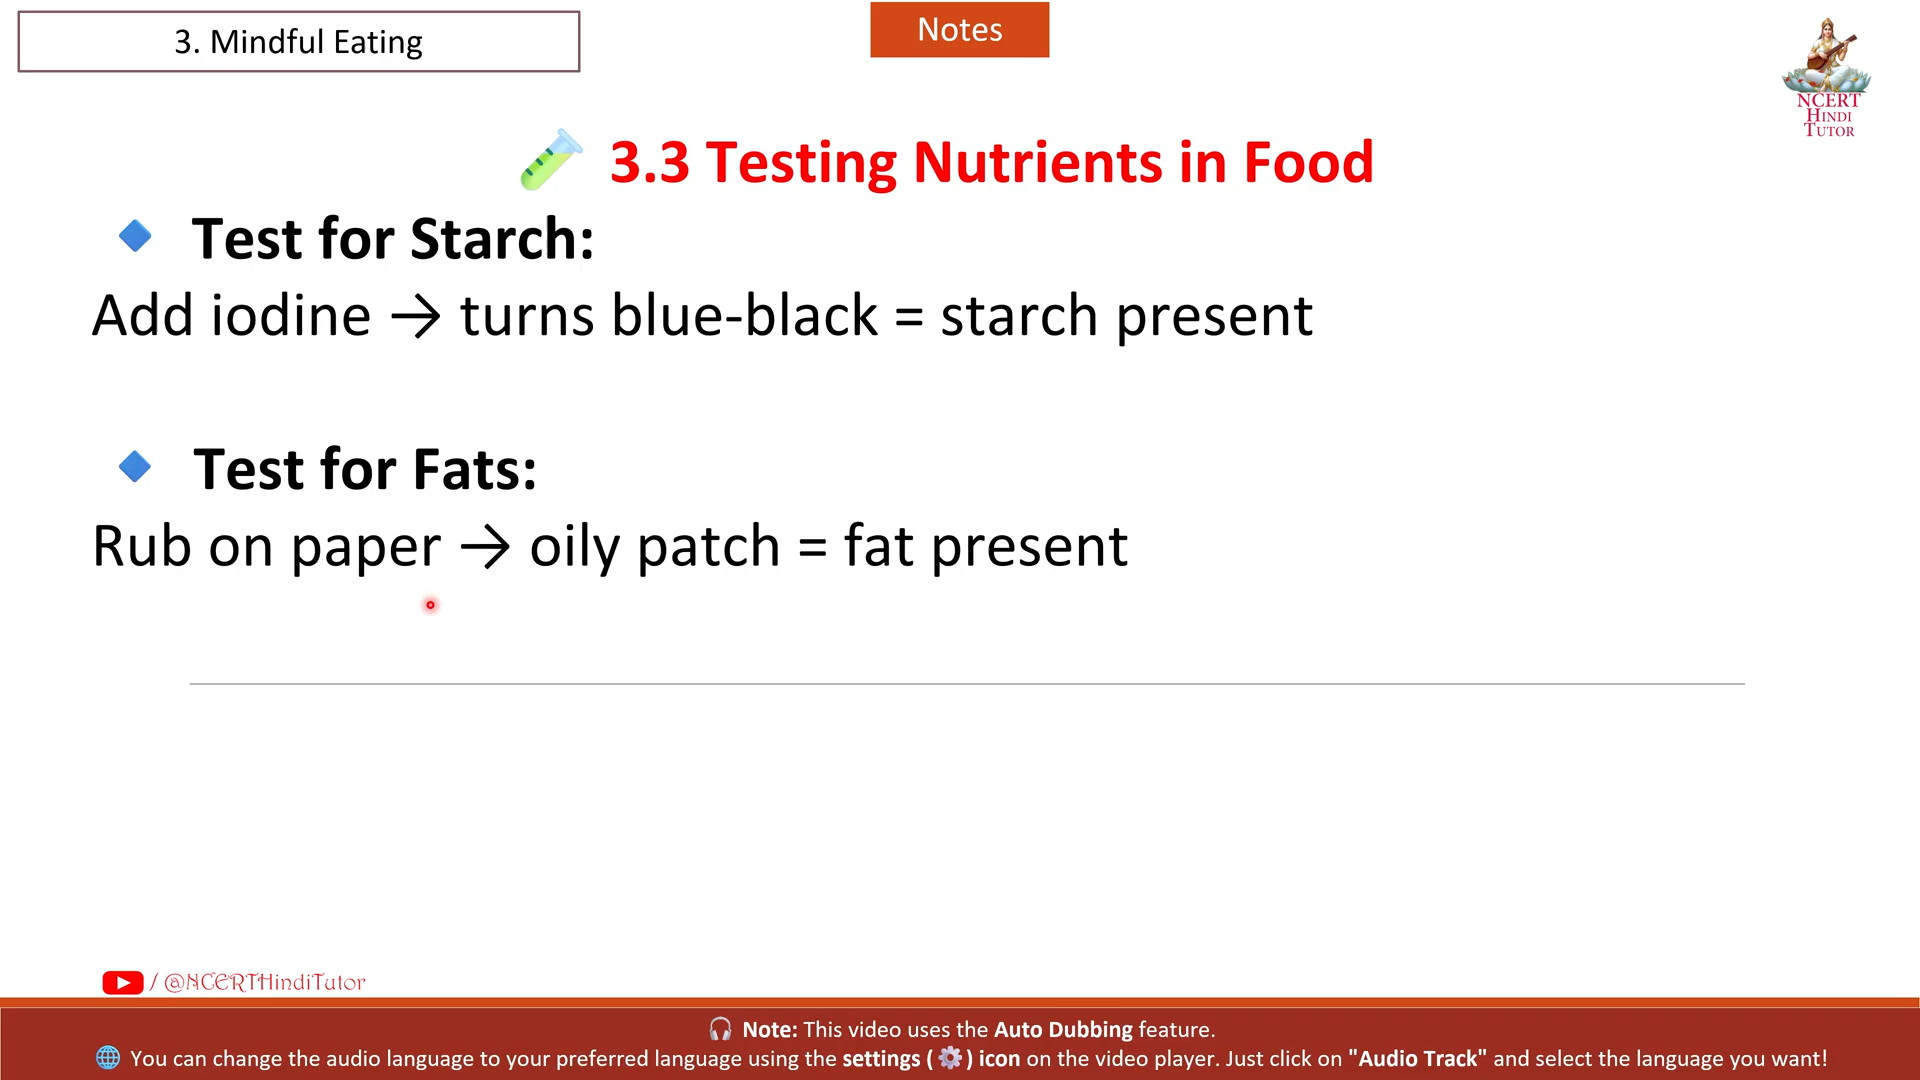 3. Mindful Eating
Notes
NCERT
HINDI
TUTOR
3.3 Testing Nutrients in Food
Test for Starch:
Add iodine → turns blue-black = starch present
Test for Fats:
Rub on paper → oily patch = fat present
/ @NCERTHindiTutor
Note: This video uses the Auto Dubbing feature.
You can change the audio language to your preferred language using the settings ( ⚙️ ) icon on the video player. Just click on "Audio Track" and select the language you want!